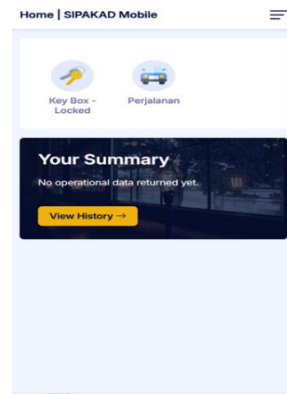 Home | SIPAKAD Mobile
Key Box -
Locked
Perjalanan
Your Summary
No operational data returned yet.
View History →